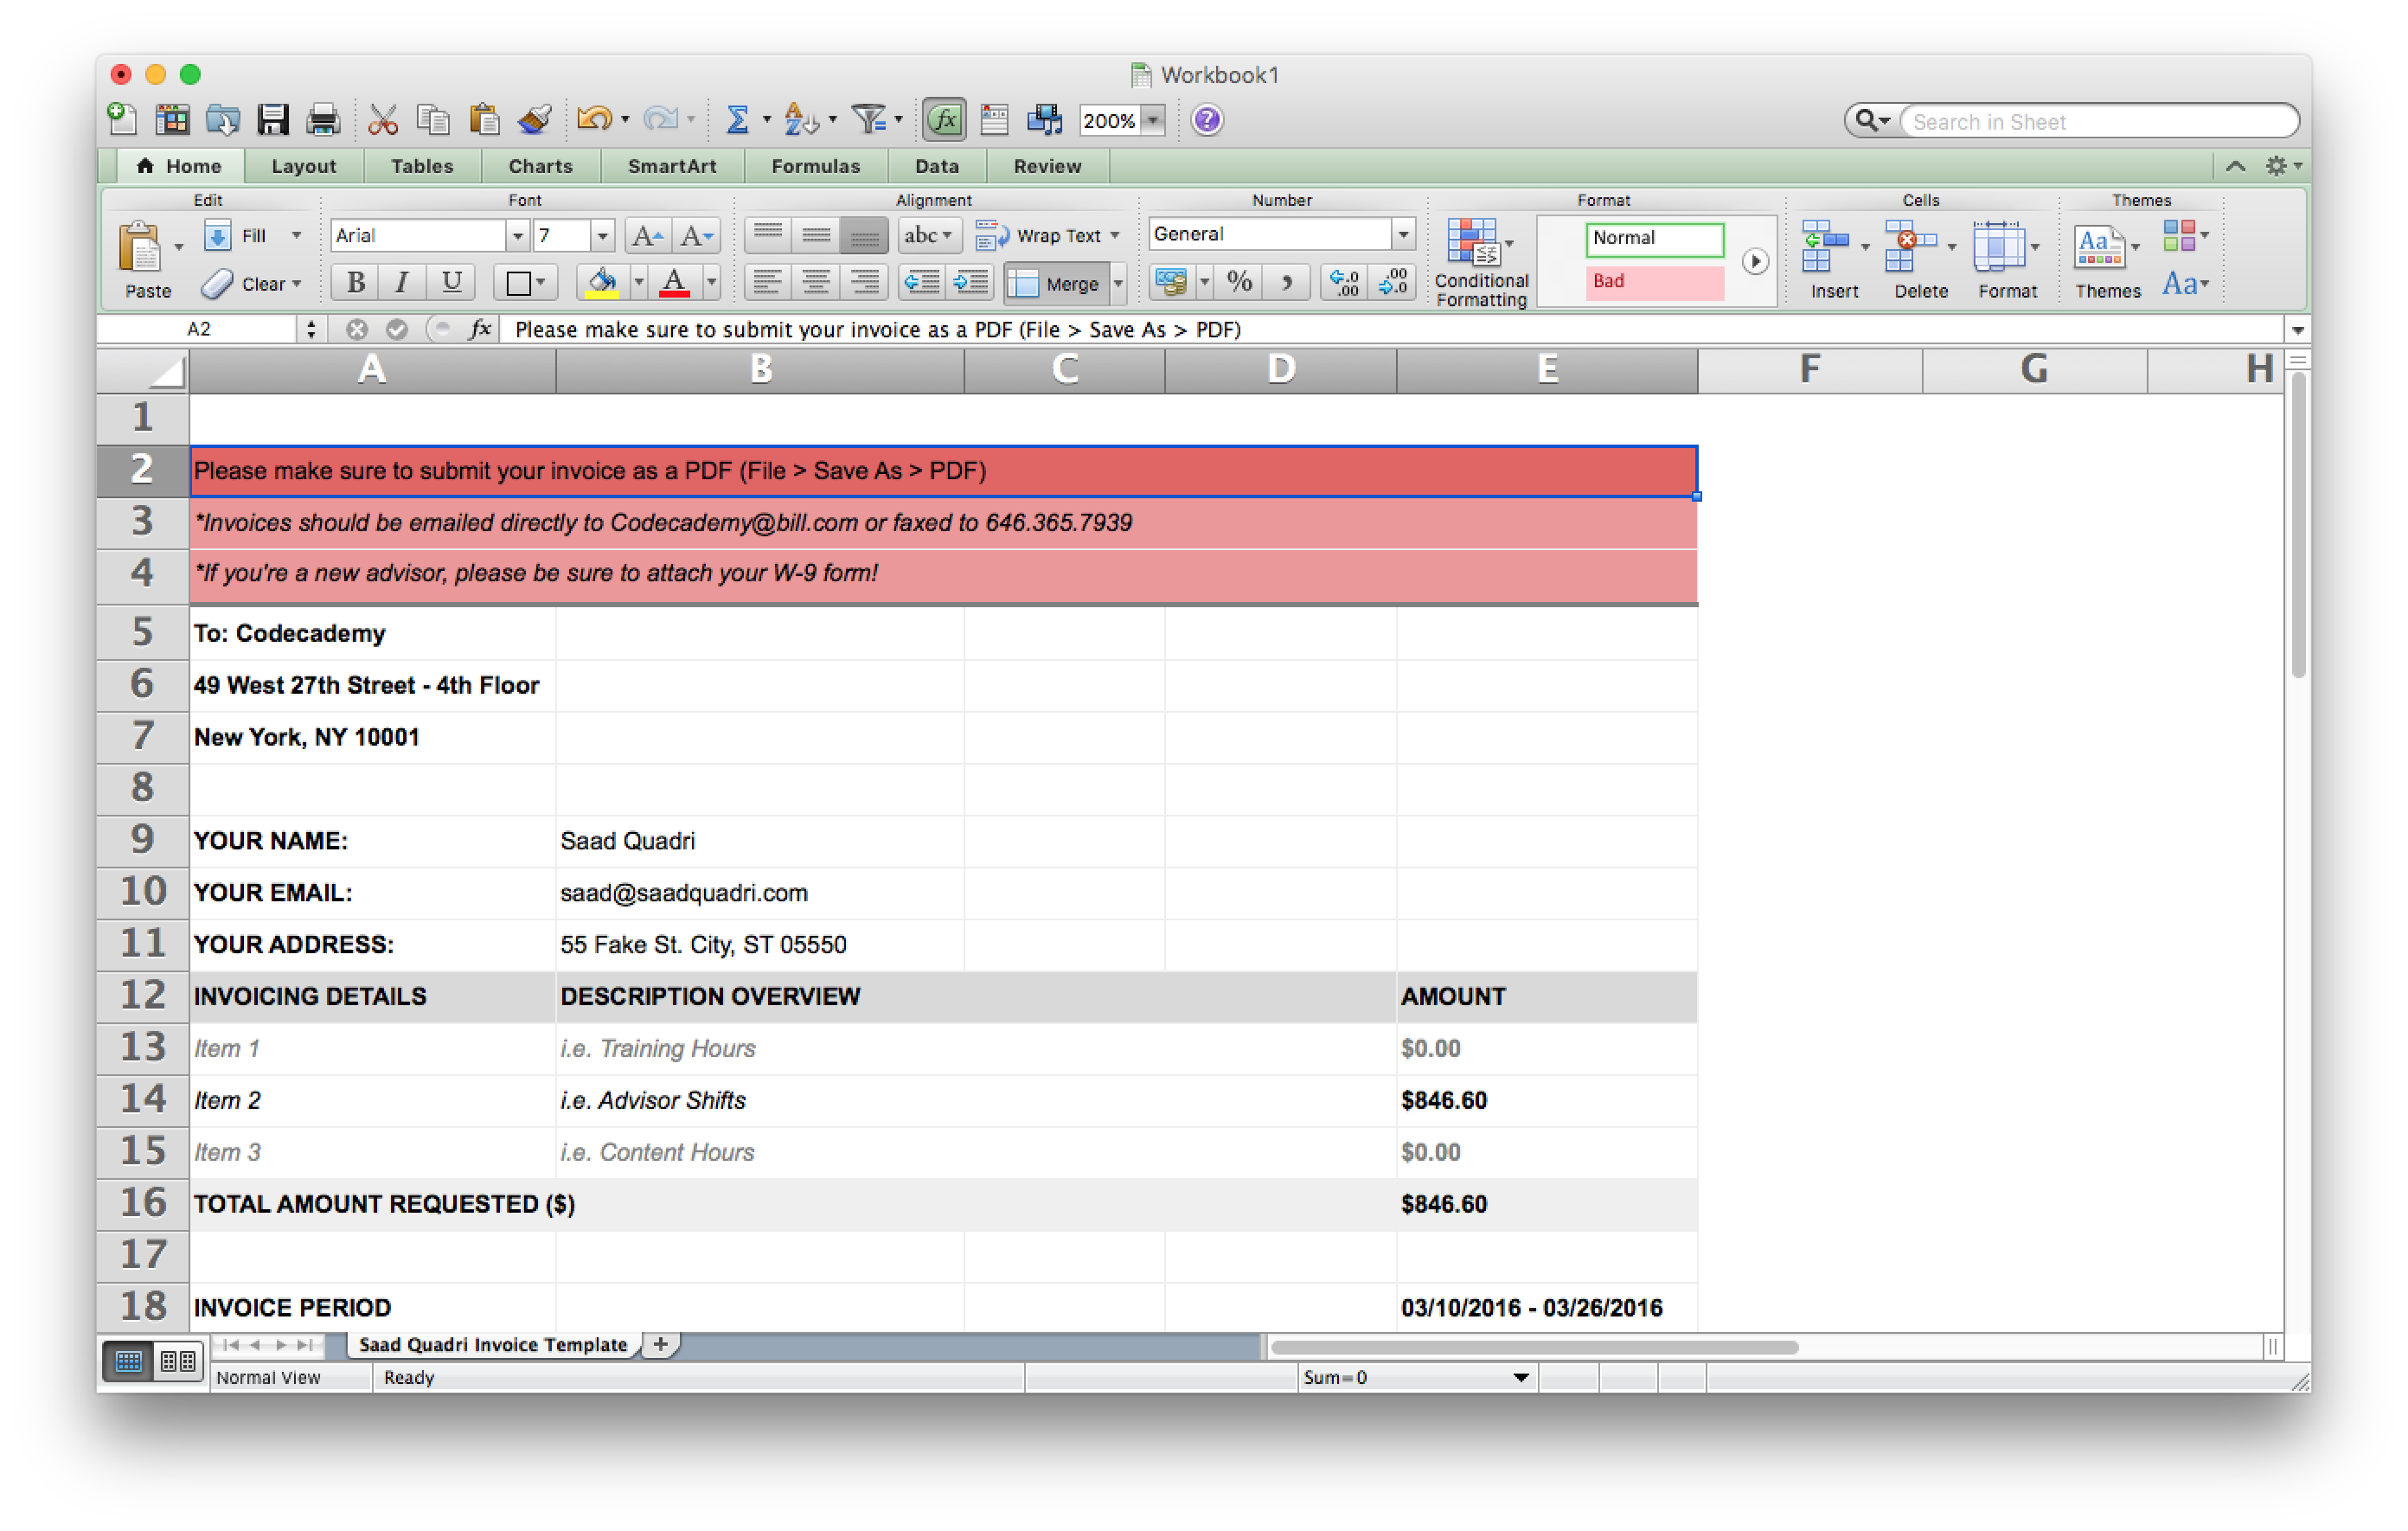 Workbook1
200%
Search in Sheet
Home Layout Tables Charts SmartArt Formulas Data Review
Edit Font Alignment Number Format Cells Themes
Paste Fill Clear
Arial 7 A A
B I U A
abc Wrap Text
Merge
General
% ,
.0 .00 .00 .0
Conditional Formatting
Normal
Bad
Insert Delete Format
Aa Themes Aa
A2 fx Please make sure to submit your invoice as a PDF (File > Save As > PDF)
A B C D E F G H
1
2 Please make sure to submit your invoice as a PDF (File > Save As > PDF)
3 *Invoices should be emailed directly to Codecademy@bill.com or faxed to 646.365.7939
4 *If you're a new advisor, please be sure to attach your W-9 form!
5 To: Codecademy
6 49 West 27th Street - 4th Floor
7 New York, NY 10001
8
9 YOUR NAME: Saad Quadri
10 YOUR EMAIL: saad@saadquadri.com
11 YOUR ADDRESS: 55 Fake St. City, ST 05550
12 INVOICING DETAILS DESCRIPTION OVERVIEW AMOUNT
13 Item 1 i.e. Training Hours $0.00
14 Item 2 i.e. Advisor Shifts $846.60
15 Item 3 i.e. Content Hours $0.00
16 TOTAL AMOUNT REQUESTED ($) $846.60
17
18 INVOICE PERIOD 03/10/2016 - 03/26/2016
Saad Quadri Invoice Template
Normal View Ready Sum=0